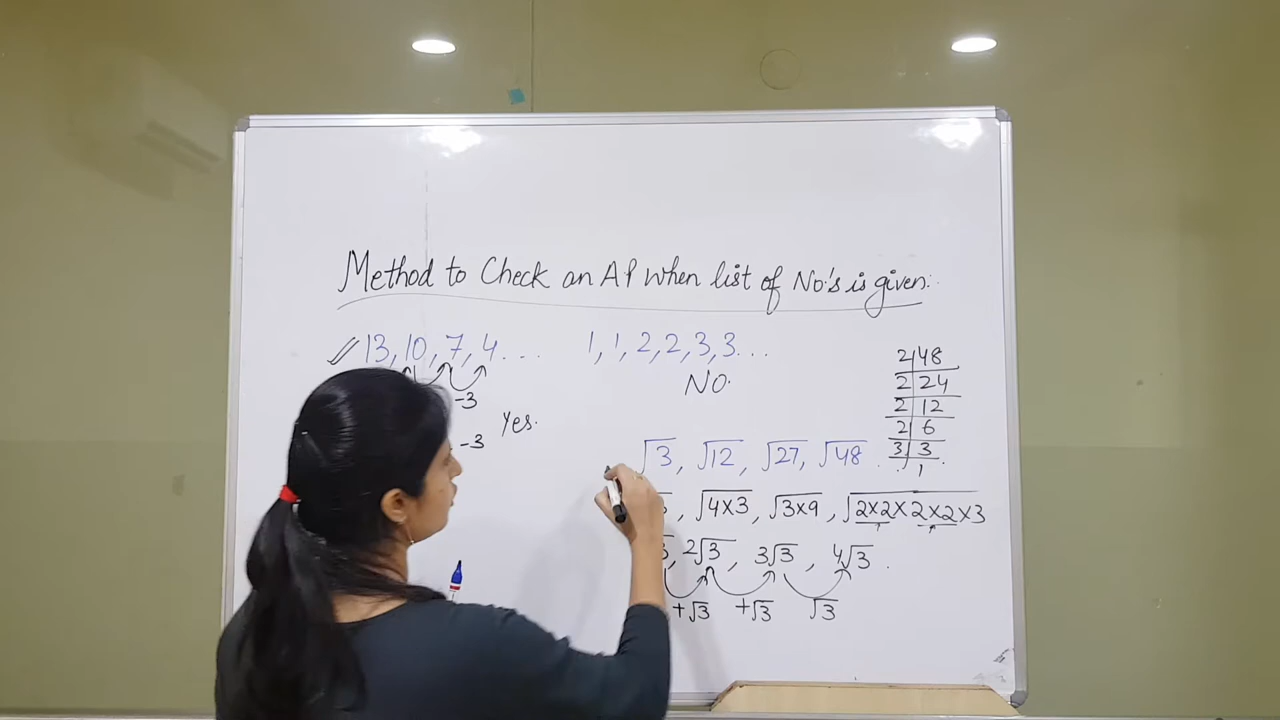 Method to Check an AP When list of No's is given:
13, 10, 7, 4 . . .
-3
-3
Yes.
1, 1, 2, 2, 3, 3 . . .
NO.
√3, √12, √27, √48 .
, √4×3, √3×9, √2×2×2×2×3
, 2√3, 3√3, 4√3 .
+√3 +√3 √3
2|48
2|24
2|12
2|6
3|3
1